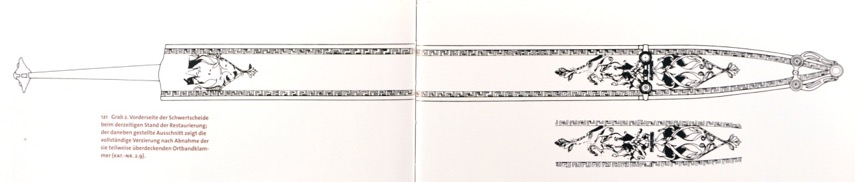 121 Grab 2. Vorderseite der Schwertscheide
beim derzeitigen Stand der Restaurierung;
der daneben gestellte Ausschnitt zeigt die
vollständige Verzierung nach Abnahme der
sie teilweise überdeckenden Ortbandklam-
mer (KAT.-NR. 2.9).